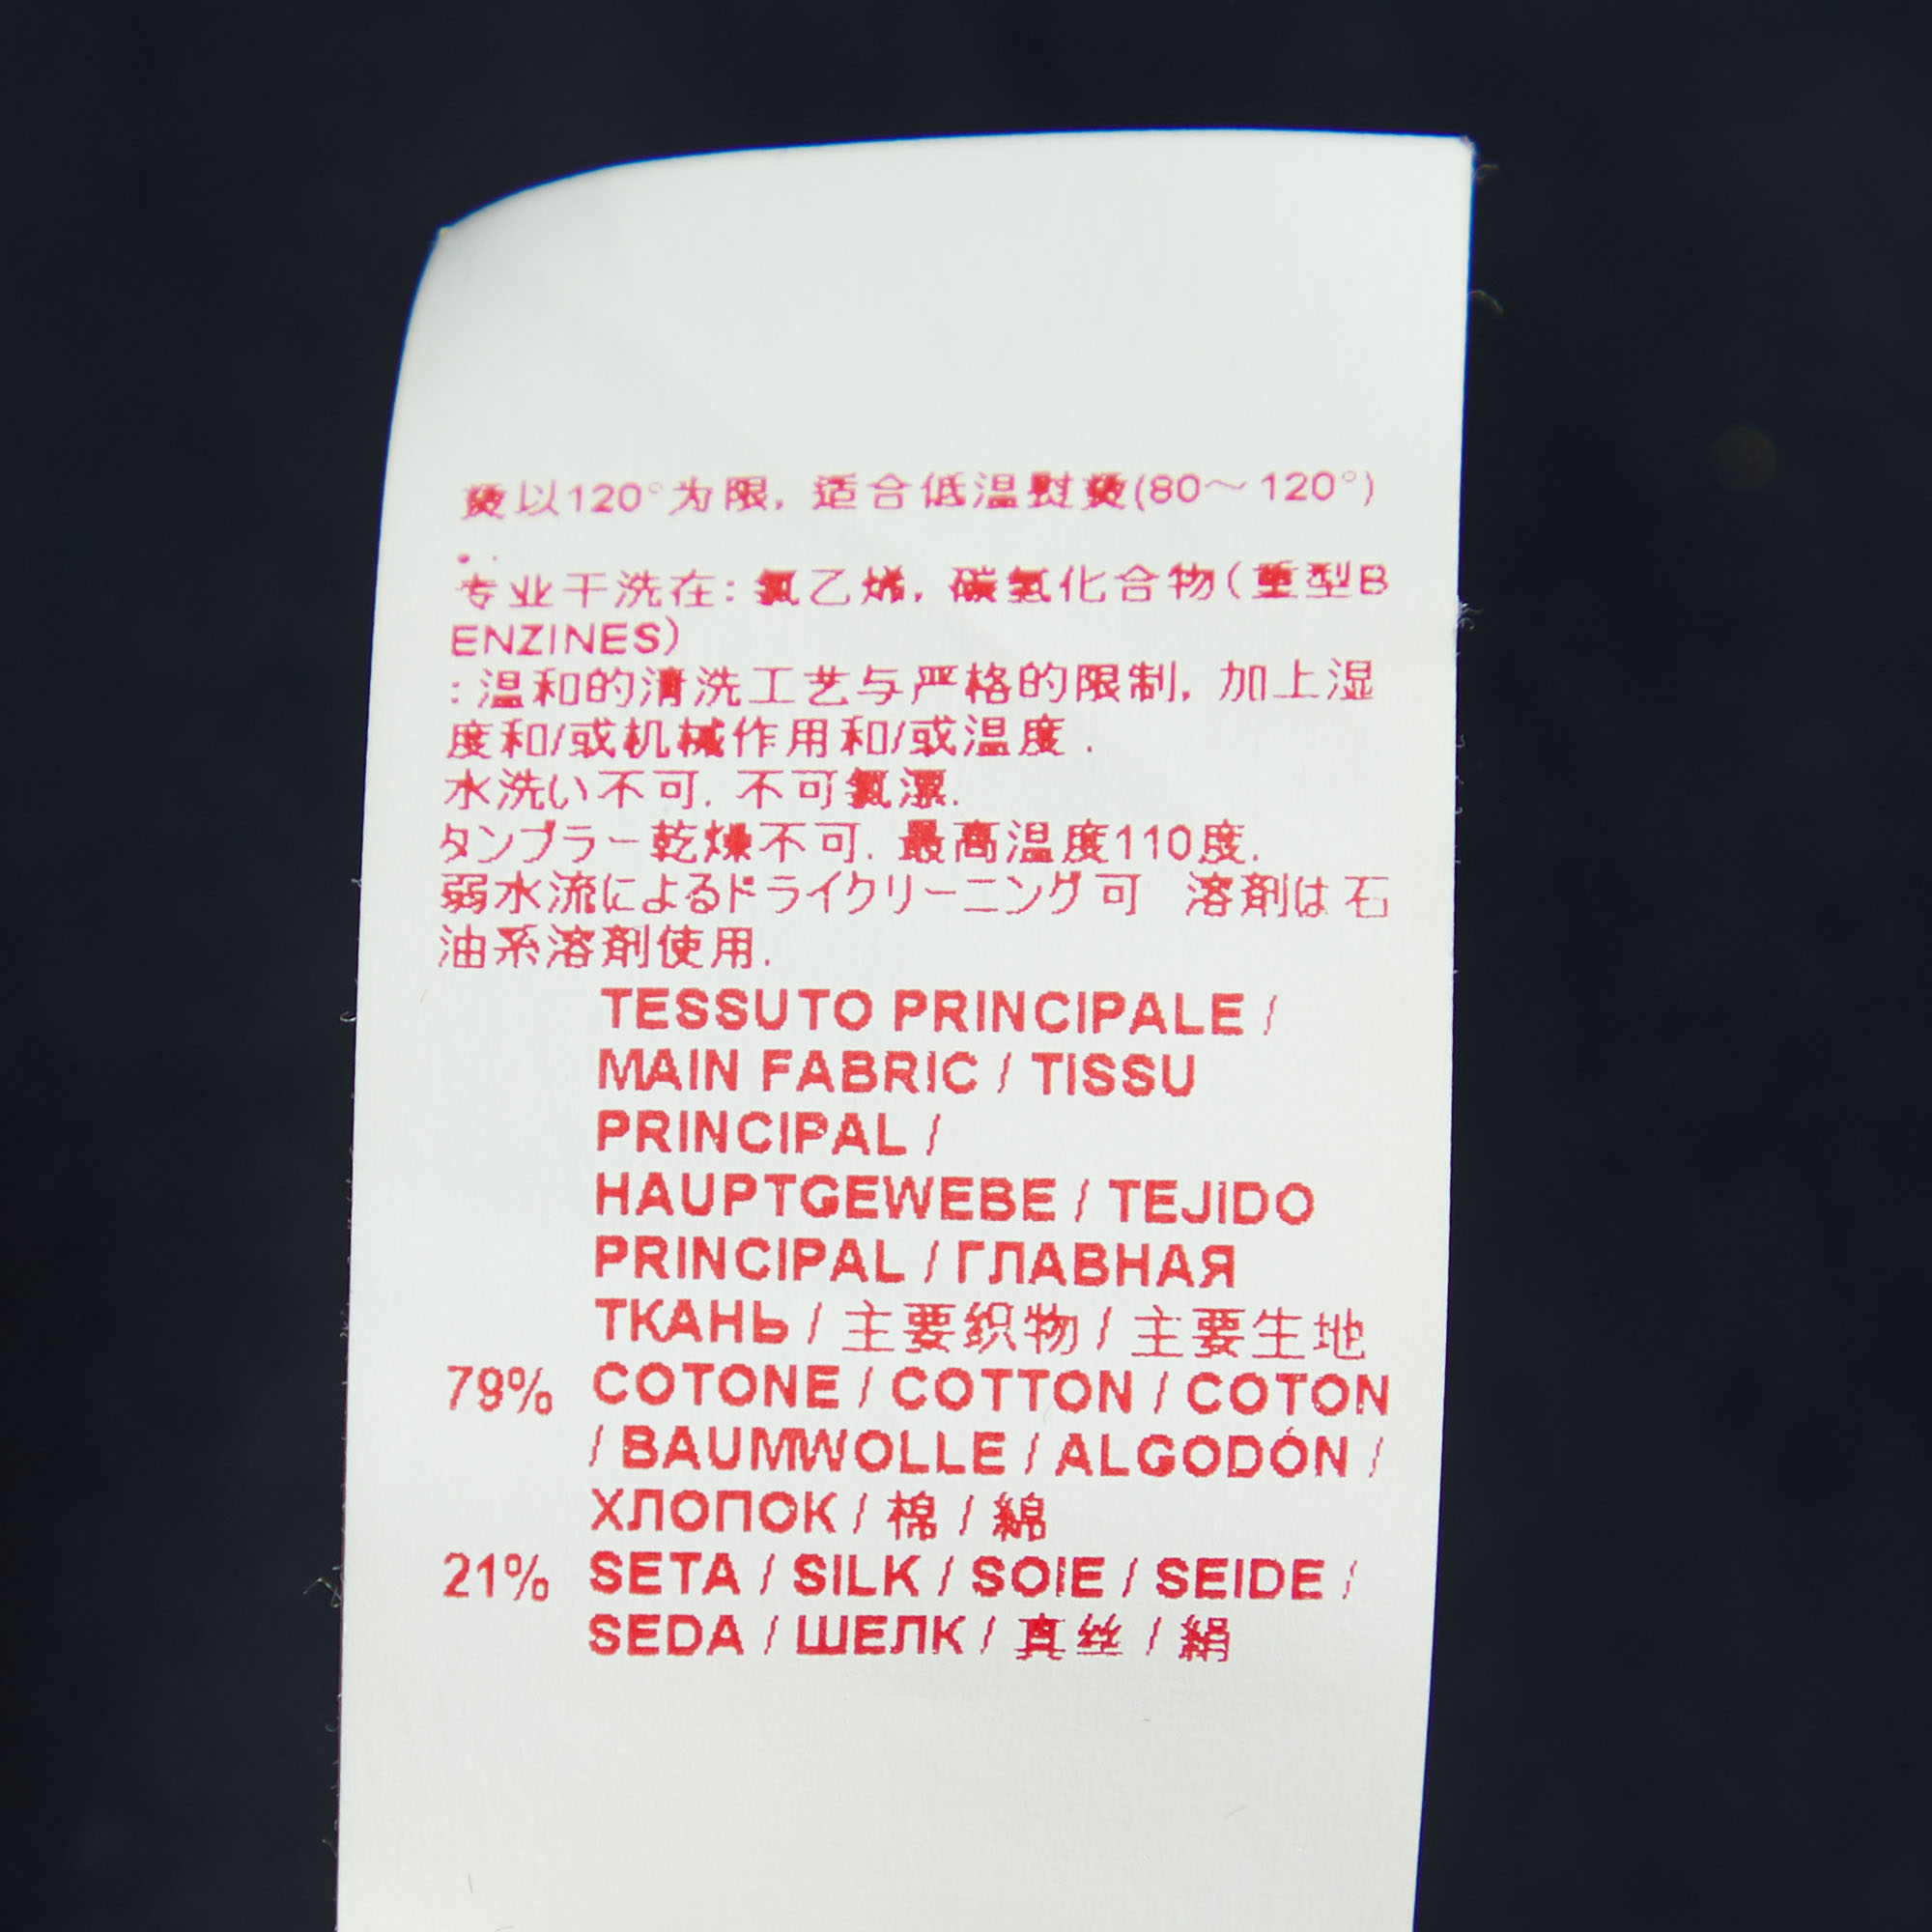 烫以120°为限, 适合低温熨烫(80～120°)
专业干洗在: 氯乙烯, 碳氢化合物(重型B
ENZINES)
:温和的清洗工艺与严格的限制, 加上湿
度和/或机械作用和/或温度 .
水洗い不可. 不可氯漂.
タンブラー乾燥不可. 最高温度110度.
弱水流によるドライクリーニング可 溶剤は石
油系溶剤使用.
TESSUTO PRINCIPALE /
MAIN FABRIC / TISSU
PRINCIPAL /
HAUPTGEWEBE / TEJIDO
PRINCIPAL / ГЛАВНАЯ
ТКАНЬ / 主要织物 / 主要生地
79% COTONE / COTTON / COTON
/ BAUMWOLLE / ALGODÓN /
ХЛОПОК / 棉 / 綿
21% SETA / SILK / SOIE / SEIDE /
SEDA / ШЕЛК / 真丝 / 絹